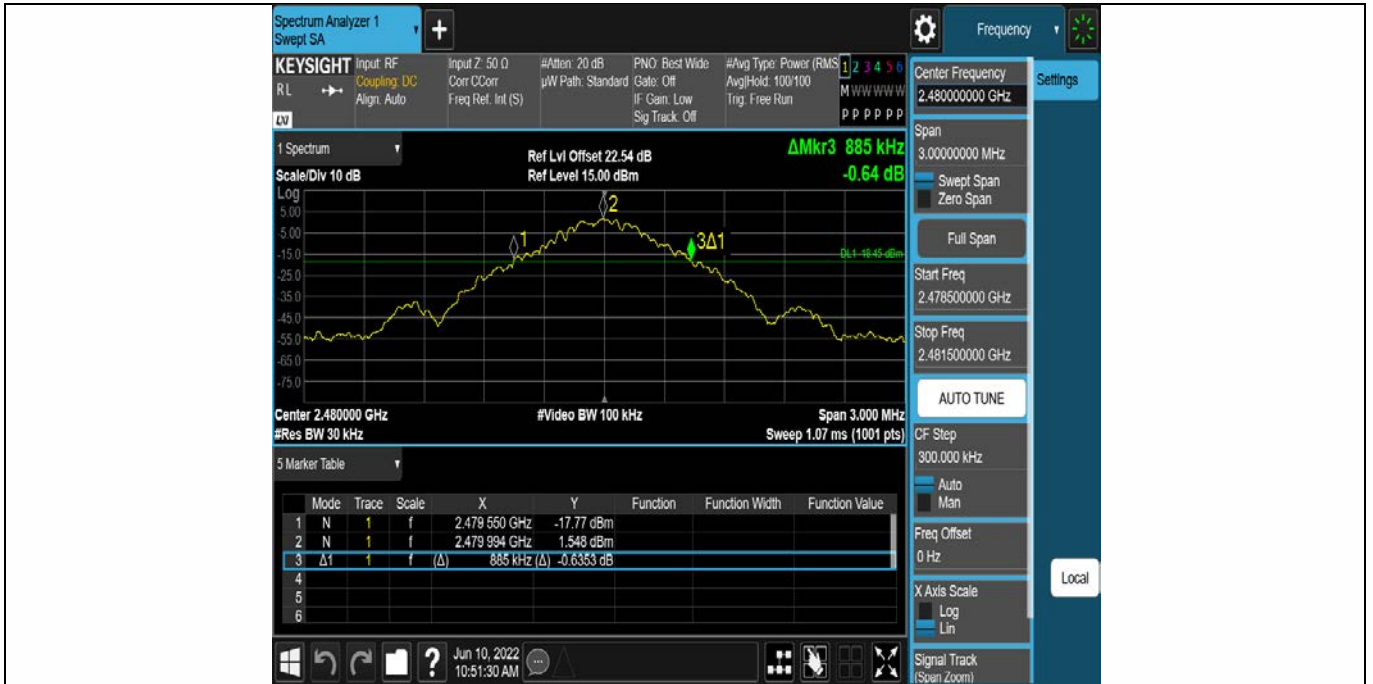 Spectrum Analyzer 1
Swept SA
+
Frequency
KEYSIGHT
RL
LXI
Input: RF
Coupling: DC
Align: Auto
Input Z: 50 Ω
Corr CCorr
Freq Ref: Int (S)
#Atten: 20 dB
µW Path: Standard
PNO: Best Wide
Gate: Off
IF Gain: Low
Sig Track: Off
#Avg Type: Power (RMS
Avg|Hold: 100/100
Trig: Free Run
1 2 3 4 5 6
M W W W W W
P P P P P P
1 Spectrum
Scale/Div 10 dB
Ref Lvl Offset 22.54 dB
Ref Level 15.00 dBm
ΔMkr3 885 kHz
-0.64 dB
Log
5.00
-5.00
-15.0
-25.0
-35.0
-45.0
-55.0
-65.0
-75.0
1
2
3Δ1
DL1 -18.45 dBm
Center 2.480000 GHz
#Video BW 100 kHz
Span 3.000 MHz
#Res BW 30 kHz
Sweep 1.07 ms (1001 pts)
5 Marker Table
Mode Trace Scale X Y Function Function Width Function Value
1 N 1 f 2.479 550 GHz -17.77 dBm
2 N 1 f 2.479 994 GHz 1.548 dBm
3 Δ1 1 f (Δ) 885 kHz (Δ) -0.6353 dB
4
5
6
?
Jun 10, 2022
10:51:30 AM
Center Frequency
2.480000000 GHz
Settings
Span
3.00000000 MHz
Swept Span
Zero Span
Full Span
Start Freq
2.478500000 GHz
Stop Freq
2.481500000 GHz
AUTO TUNE
CF Step
300.000 kHz
Auto
Man
Freq Offset
0 Hz
X Axis Scale
Log
Lin
Local
Signal Track
(Span Zoom)